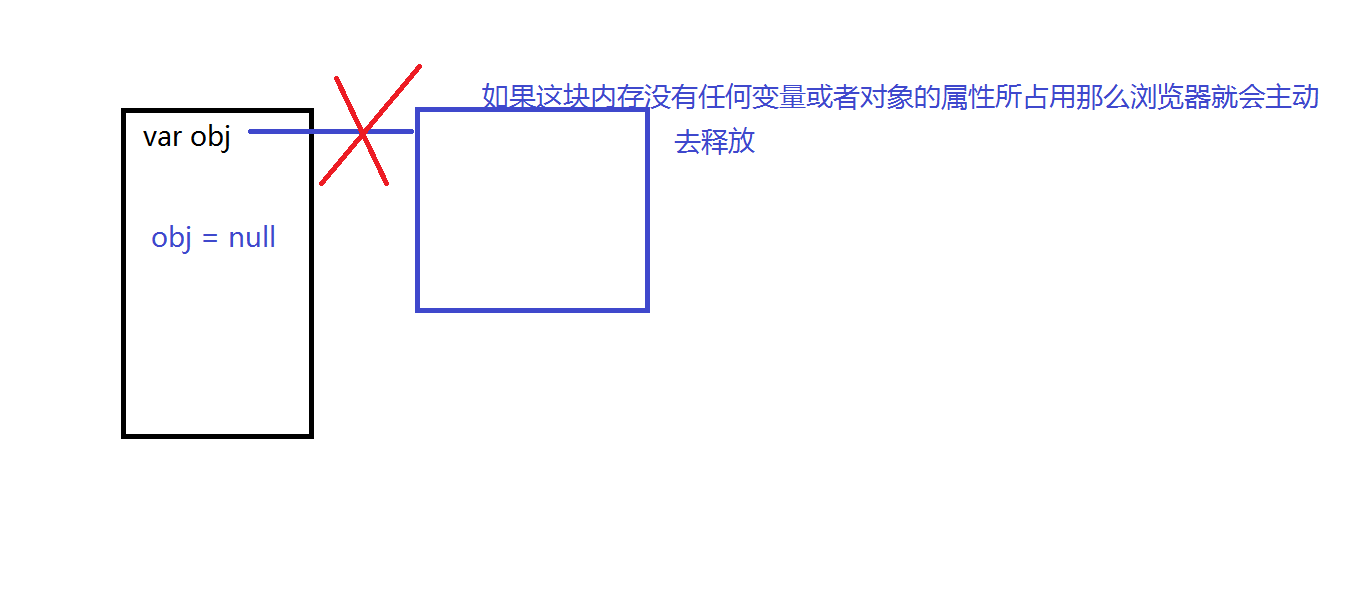 如果这块内存没有任何变量或者对象的属性所占用那么浏览器就会主动
去释放
var obj
obj = null